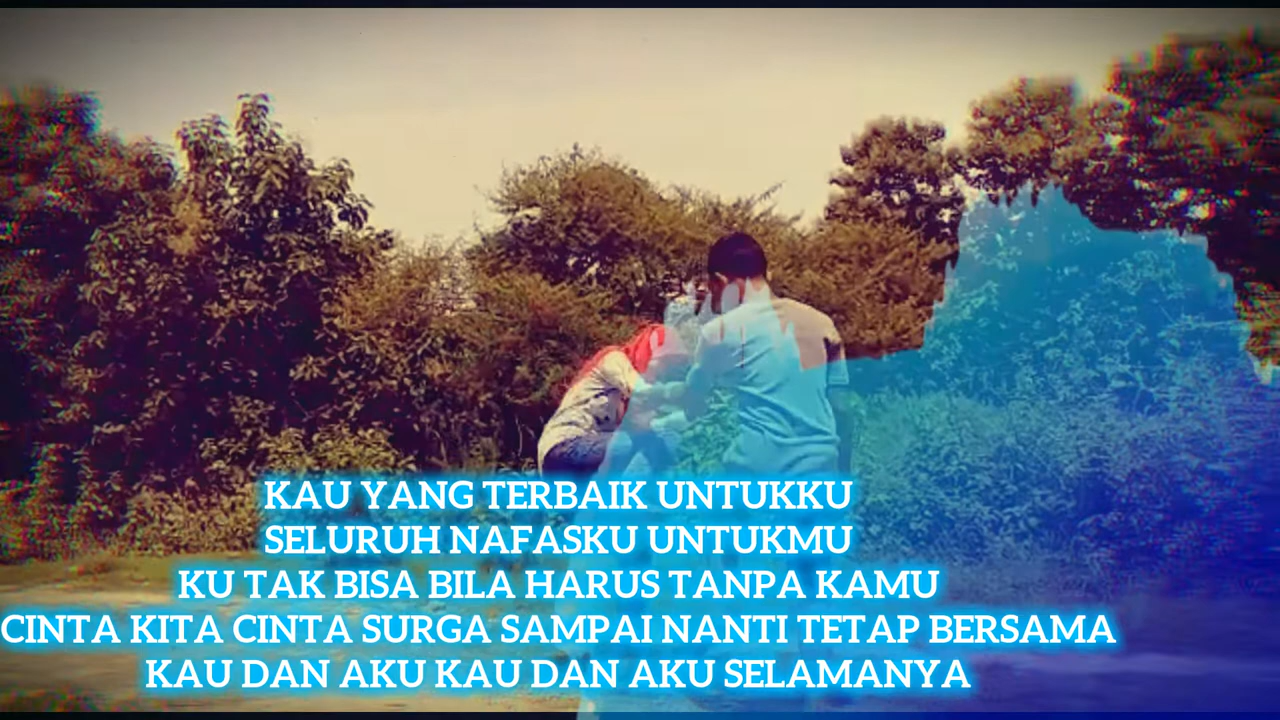 KAU YANG TERBAIK UNTUKKU
SELURUH NAFASKU UNTUKMU
KU TAK BISA BILA HARUS TANPA KAMU
CINTA KITA CINTA SURGA SAMPAI NANTI TETAP BERSAMA
KAU DAN AKU KAU DAN AKU SELAMANYA